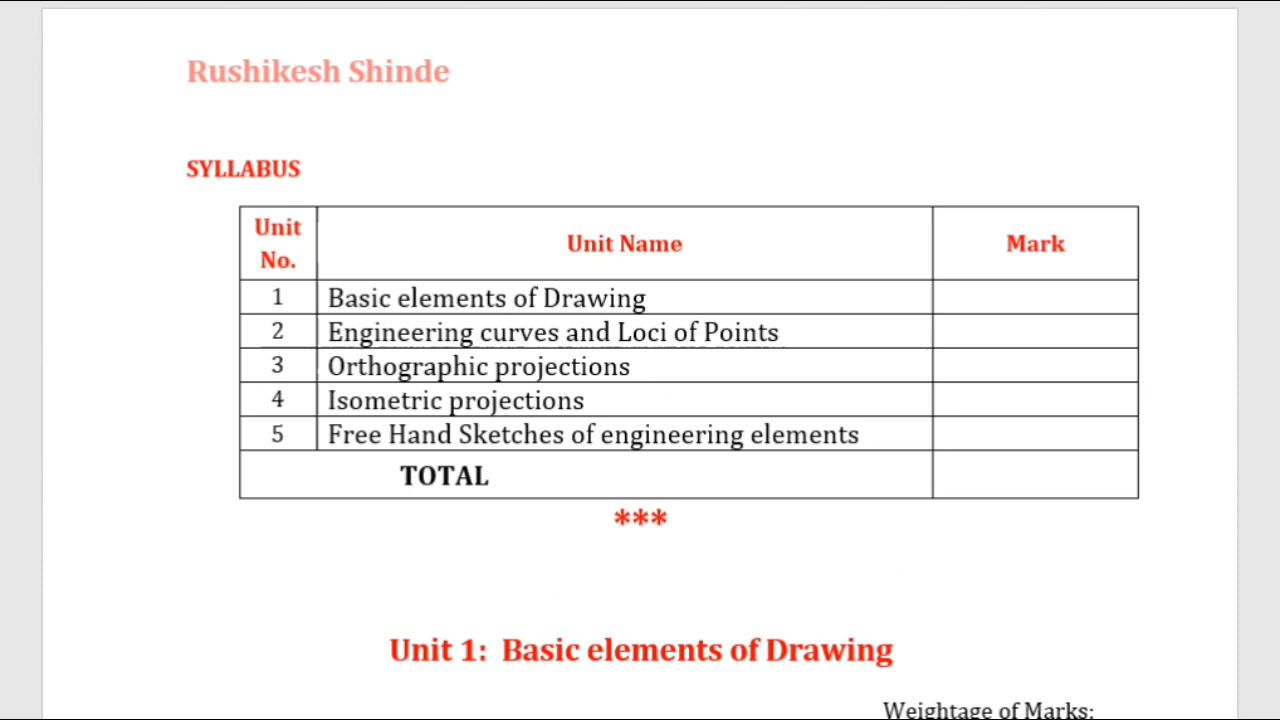 Rushikesh Shinde
SYLLABUS
Unit No. Unit Name Mark
1 Basic elements of Drawing
2 Engineering curves and Loci of Points
3 Orthographic projections
4 Isometric projections
5 Free Hand Sketches of engineering elements
TOTAL
***
Unit 1: Basic elements of Drawing
Weightage of Marks: